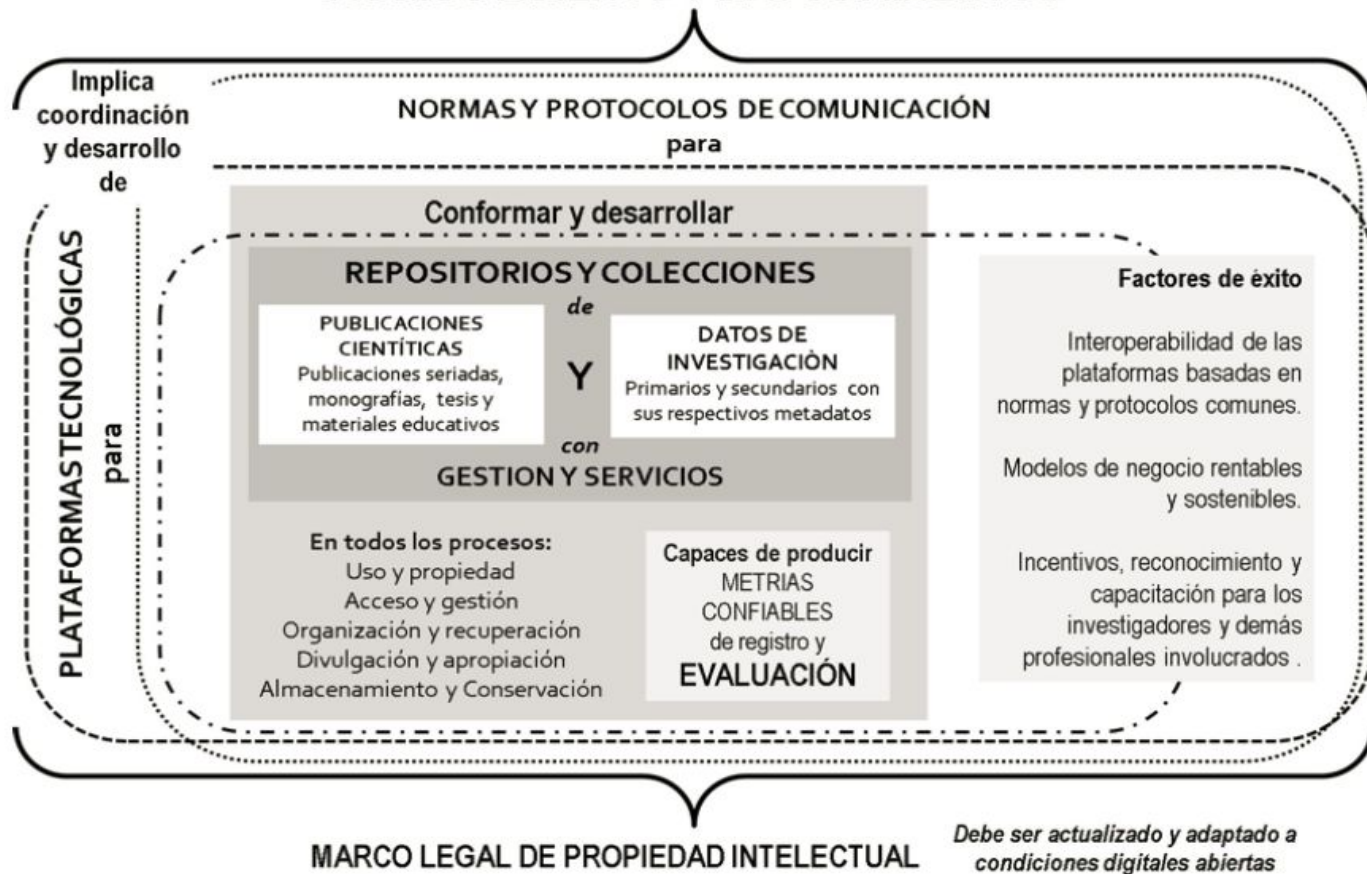 Implica
coordinación
y desarrollo
de
NORMAS Y PROTOCOLOS DE COMUNICACIÓN
para
PLATAFORMAS TECNOLÓGICAS
para
Conformar y desarrollar
REPOSITORIOS Y COLECCIONES
de
PUBLICACIONES
CIENTÍTICAS
Publicaciones seriadas,
monografías, tesis y
materiales educativos
Y
DATOS DE
INVESTIGACIÒN
Primarios y secundarios con
sus respectivos metadatos
con
GESTION Y SERVICIOS
En todos los procesos:
Uso y propiedad
Acceso y gestión
Organización y recuperación
Divulgación y apropiación
Almacenamiento y Conservación
Capaces de producir
METRIAS
CONFIABLES
de registro y
EVALUACIÓN
Factores de èxito
Interoperabilidad de las
plataformas basadas en
normas y protocolos comunes.
Modelos de negocio rentables
y sostenibles.
Incentivos, reconocimiento y
capacitación para los
investigadores y demás
profesionales involucrados .
MARCO LEGAL DE PROPIEDAD INTELECTUAL
Debe ser actualizado y adaptado a
condiciones digitales abiertas